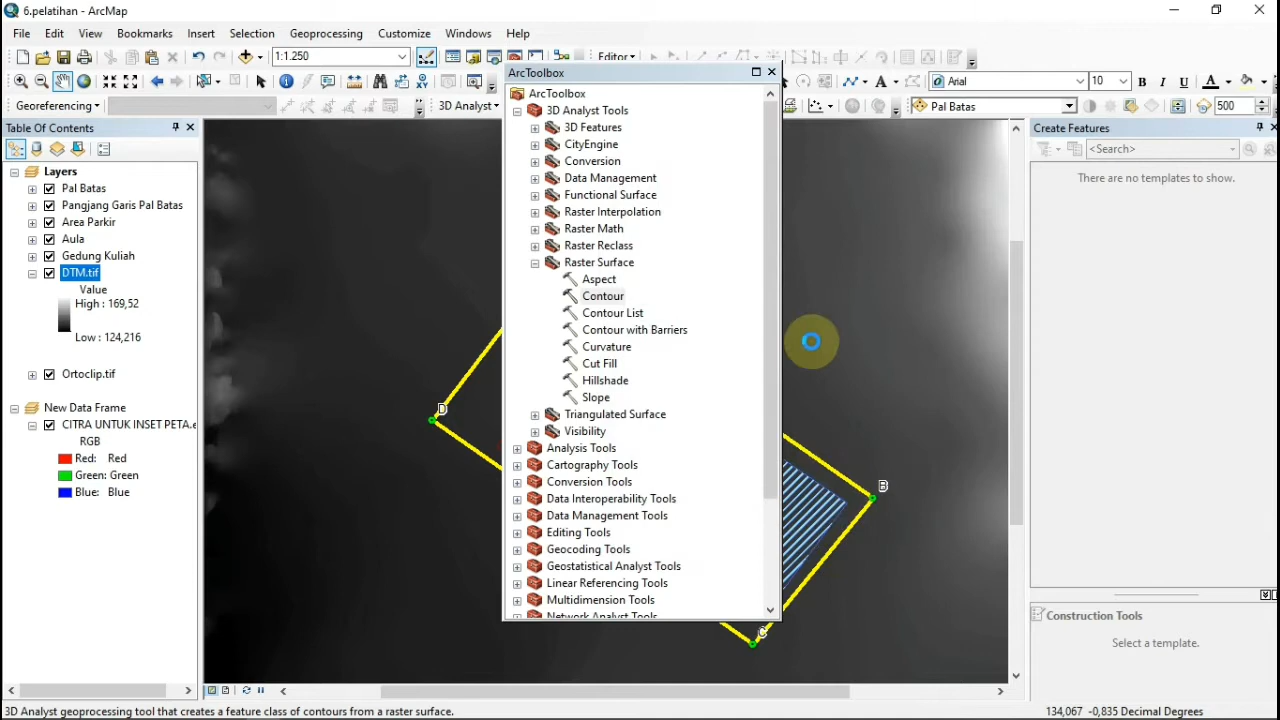 6.pelatihan - ArcMap
File Edit View Bookmarks Insert Selection Geoprocessing Customize Windows Help
1:1.250
Editor
Arial
10
B I U A
Georeferencing
3D Analyst
Pal Batas
500
Table Of Contents
Layers
Pal Batas
Pangjang Garis Pal Batas
Area Parkir
Aula
Gedung Kuliah
DTM.tif
Value
High : 169,52
Low : 124,216
Ortoclip.tif
New Data Frame
CITRA UNTUK INSET PETA.e
RGB
Red: Red
Green: Green
Blue: Blue
ArcToolbox
ArcToolbox
3D Analyst Tools
3D Features
CityEngine
Conversion
Data Management
Functional Surface
Raster Interpolation
Raster Math
Raster Reclass
Raster Surface
Aspect
Contour
Contour List
Contour with Barriers
Curvature
Cut Fill
Hillshade
Slope
Triangulated Surface
Visibility
Analysis Tools
Cartography Tools
Conversion Tools
Data Interoperability Tools
Data Management Tools
Editing Tools
Geocoding Tools
Geostatistical Analyst Tools
Linear Referencing Tools
Multidimension Tools
Network Analyst Tools
D
B
C
Create Features
<Search>
There are no templates to show.
Construction Tools
Select a template.
3D Analyst geoprocessing tool that creates a feature class of contours from a raster surface.
134,067 -0,835 Decimal Degrees